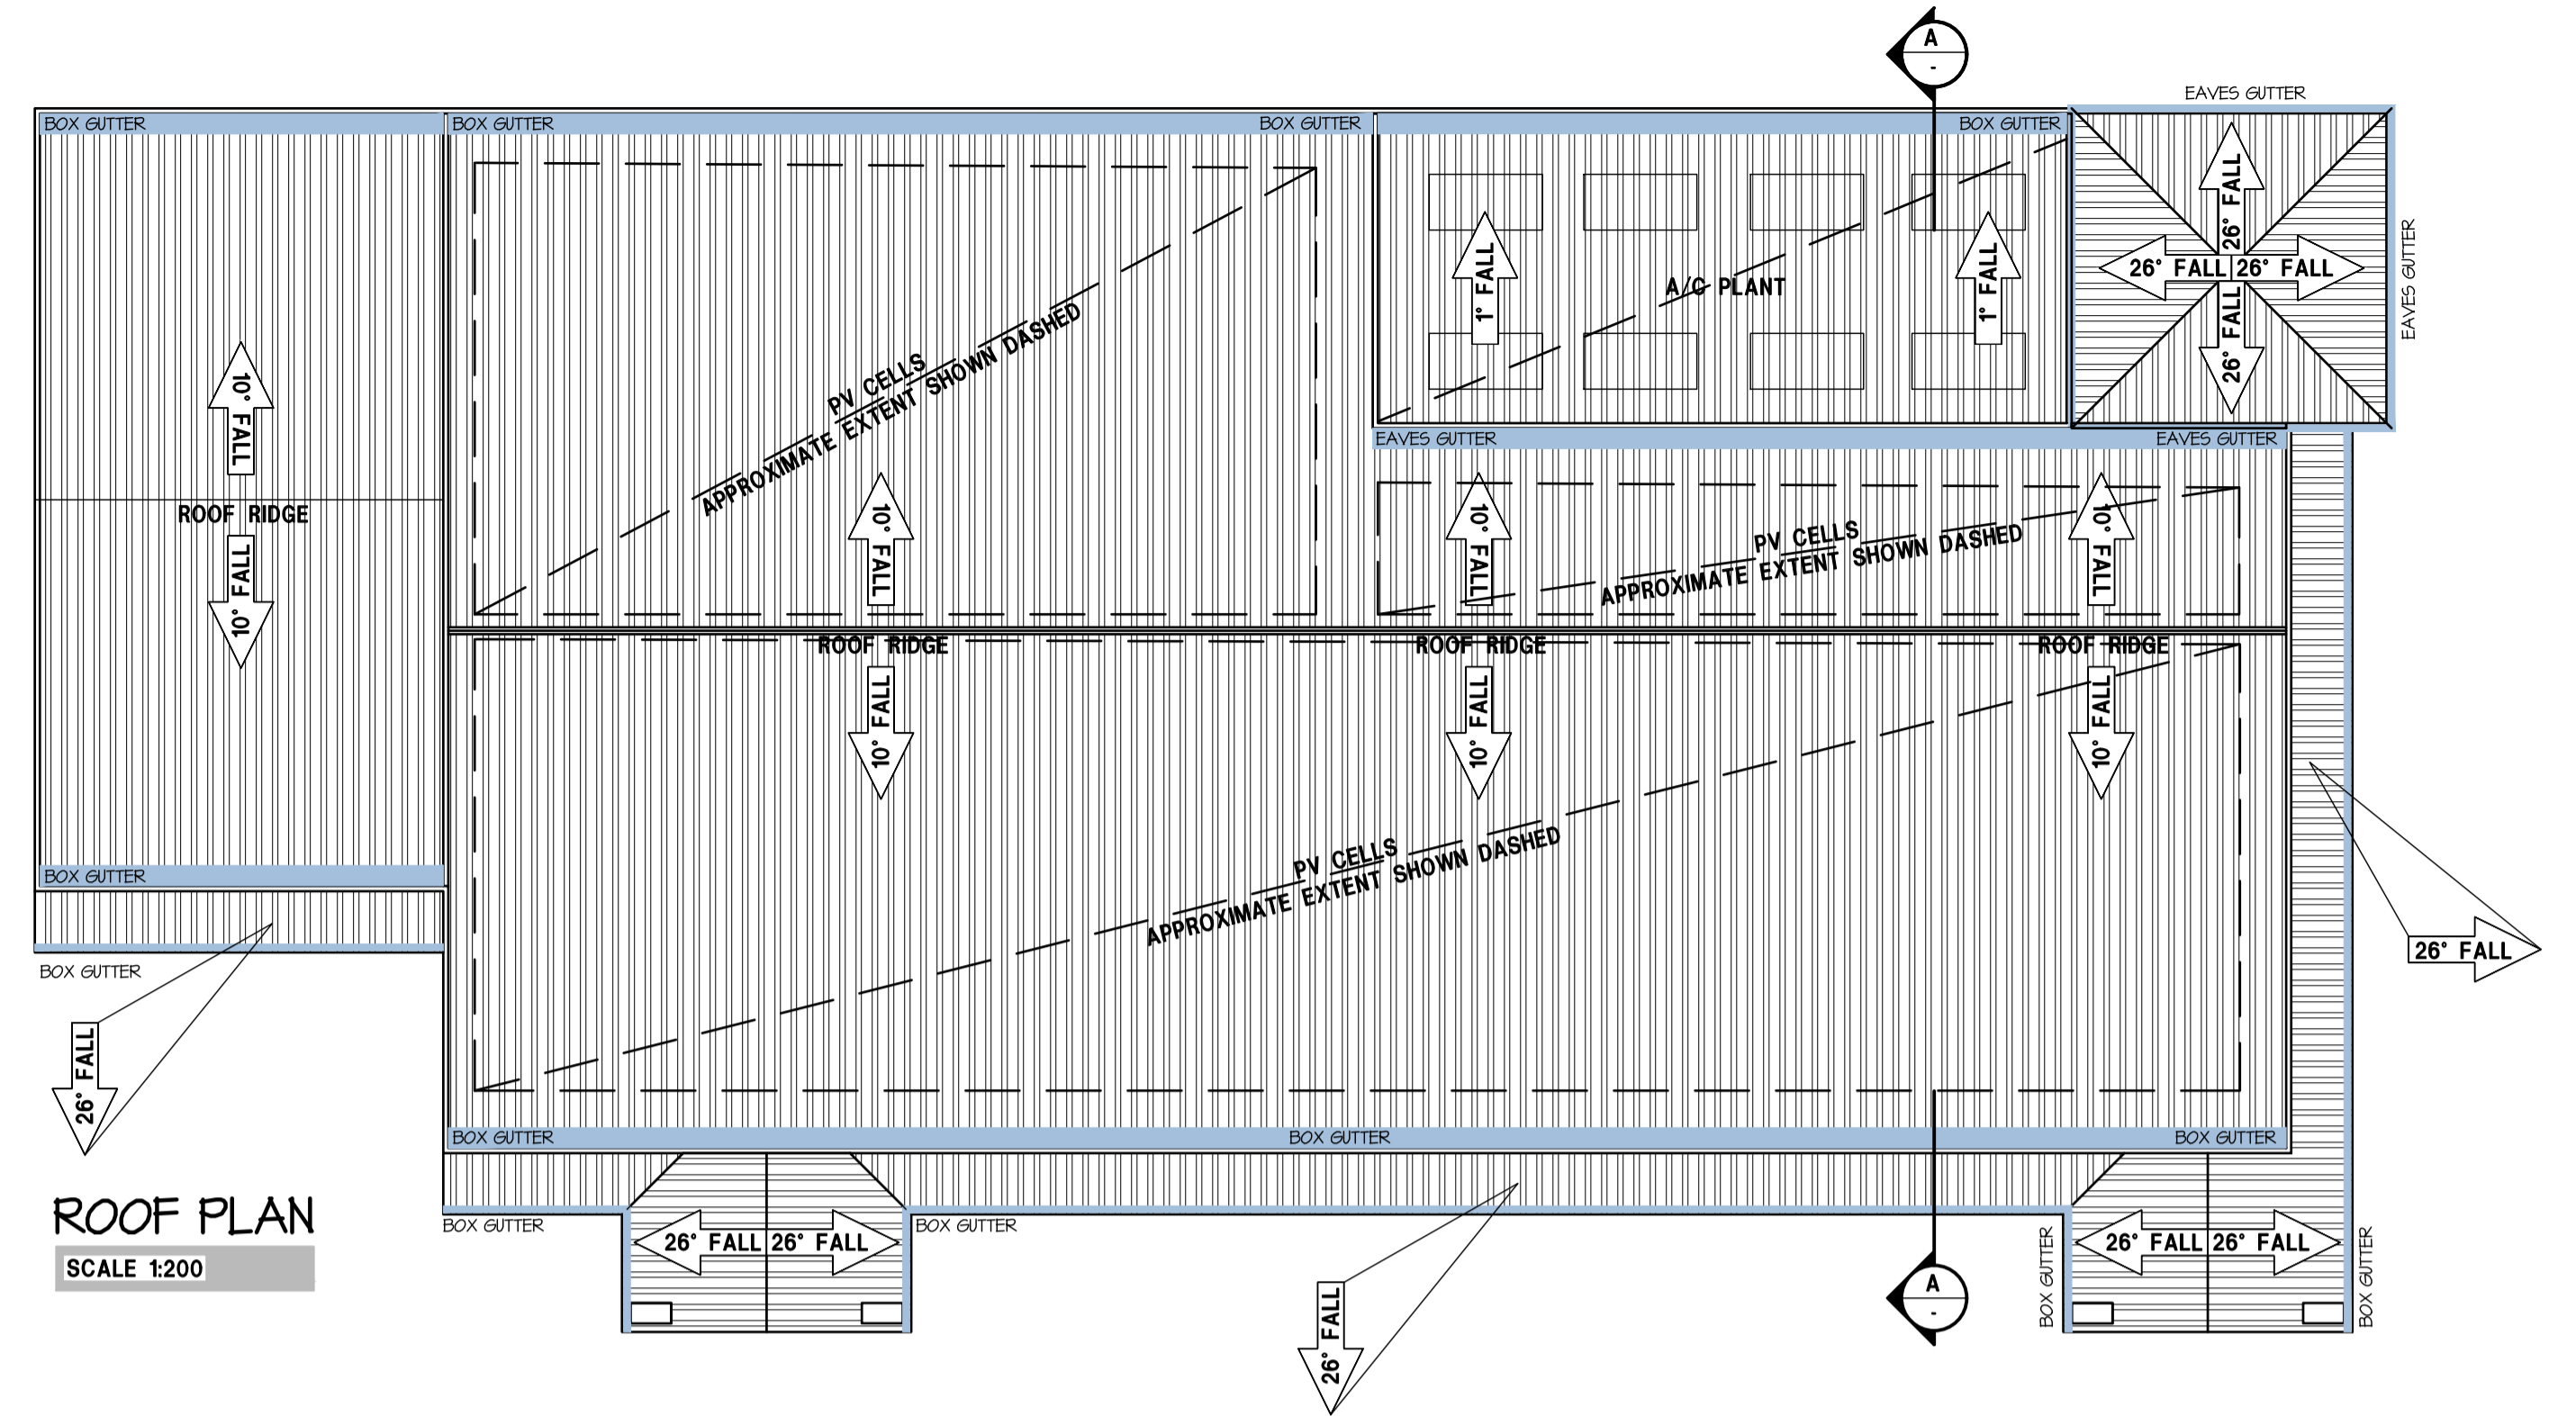 A
-
EAVES GUTTER
BOX GUTTER
BOX GUTTER
BOX GUTTER
BOX GUTTER
26° FALL
26° FALL
26° FALL
26° FALL
EAVES GUTTER
1° FALL
A/C PLANT
1° FALL
PV CELLS
APPROXIMATE EXTENT SHOWN DASHED
10° FALL
ROOF RIDGE
10° FALL
EAVES GUTTER
EAVES GUTTER
10° FALL
10° FALL
PV CELLS
APPROXIMATE EXTENT SHOWN DASHED
10° FALL
ROOF RIDGE
ROOF RIDGE
ROOF RIDGE
10° FALL
10° FALL
10° FALL
PV CELLS
APPROXIMATE EXTENT SHOWN DASHED
BOX GUTTER
BOX GUTTER
26° FALL
26° FALL
BOX GUTTER
BOX GUTTER
BOX GUTTER
BOX GUTTER
BOX GUTTER
26° FALL
26° FALL
BOX GUTTER
26° FALL
26° FALL
BOX GUTTER
26° FALL
A
-
ROOF PLAN
SCALE 1:200